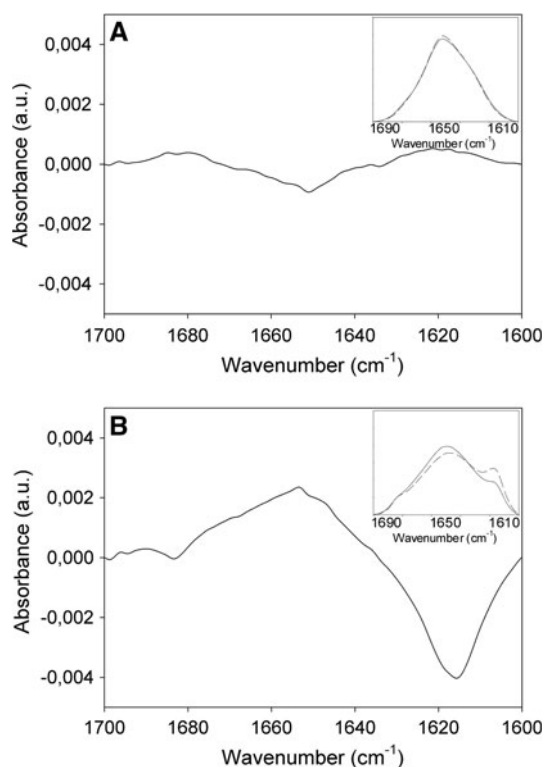 A
0,004
0,002
0,000
-0,002
-0,004
Absorbance (a.u.)
1700 1680 1660 1640 1620 1600
Wavenumber (cm⁻¹)
1690 1650 1610
Wavenumber (cm⁻¹)
B
0,004
0,002
0,000
-0,002
-0,004
Absorbance (a.u.)
1700 1680 1660 1640 1620 1600
Wavenumber (cm⁻¹)
1690 1650 1610
Wavenumber (cm⁻¹)